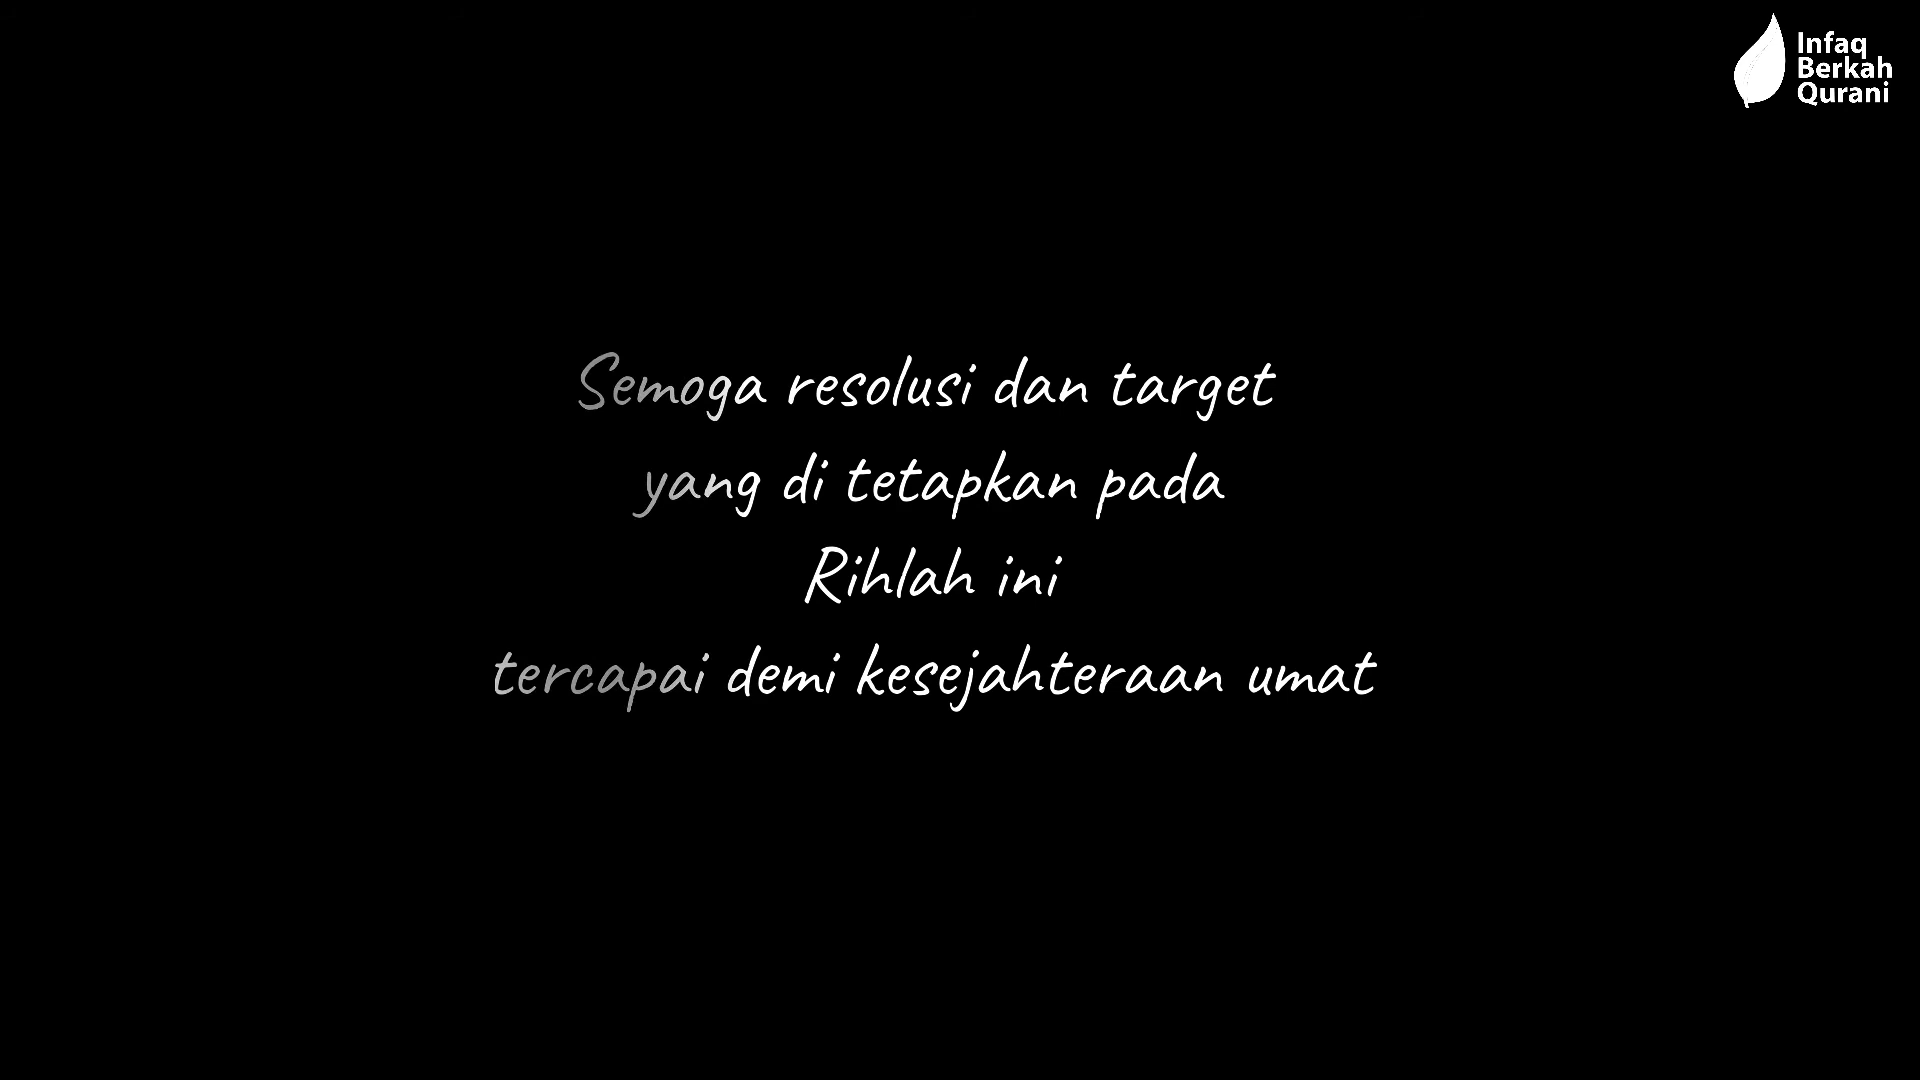 Infaq
Berkah
Qurani
Semoga resolusi dan target
yang di tetapkan pada
Rihlah ini
tercapai demi kesejahteraan umat